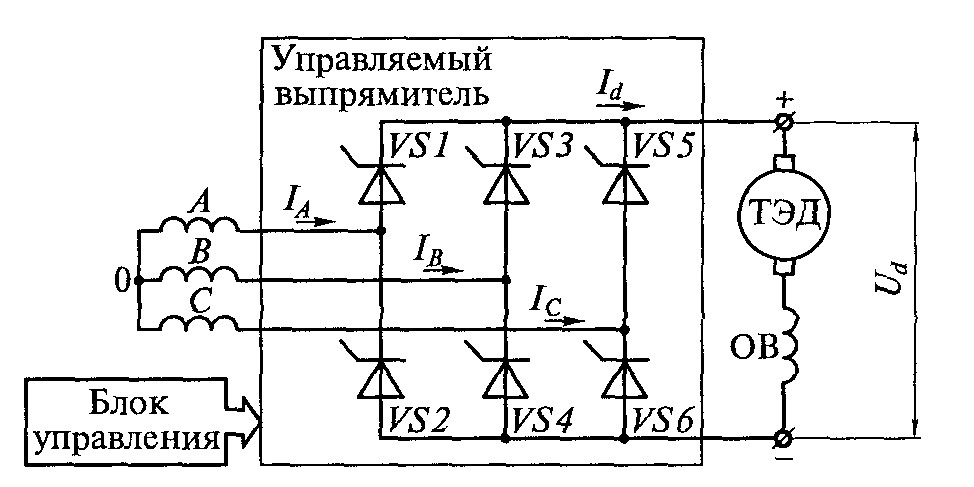 Управляемый
выпрямитель
I_d
+
VS1
VS3
VS5
A
I_A
ТЭД
B
I_B
0
U_d
C
I_C
ОВ
Блок
управления
VS2
VS4
VS6
−